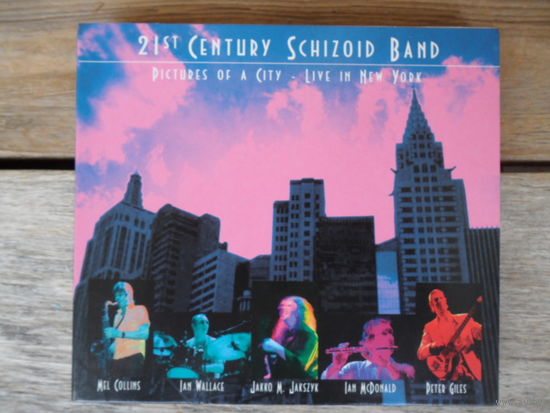 21ST CENTURY SCHIZOID BAND
PICTURES OF A CITY - LIVE IN NEW YORK
MEL COLLINS
IAN WALLACE
JAKKO M. JAKSZYK
IAN MCDONALD
PETER GILES